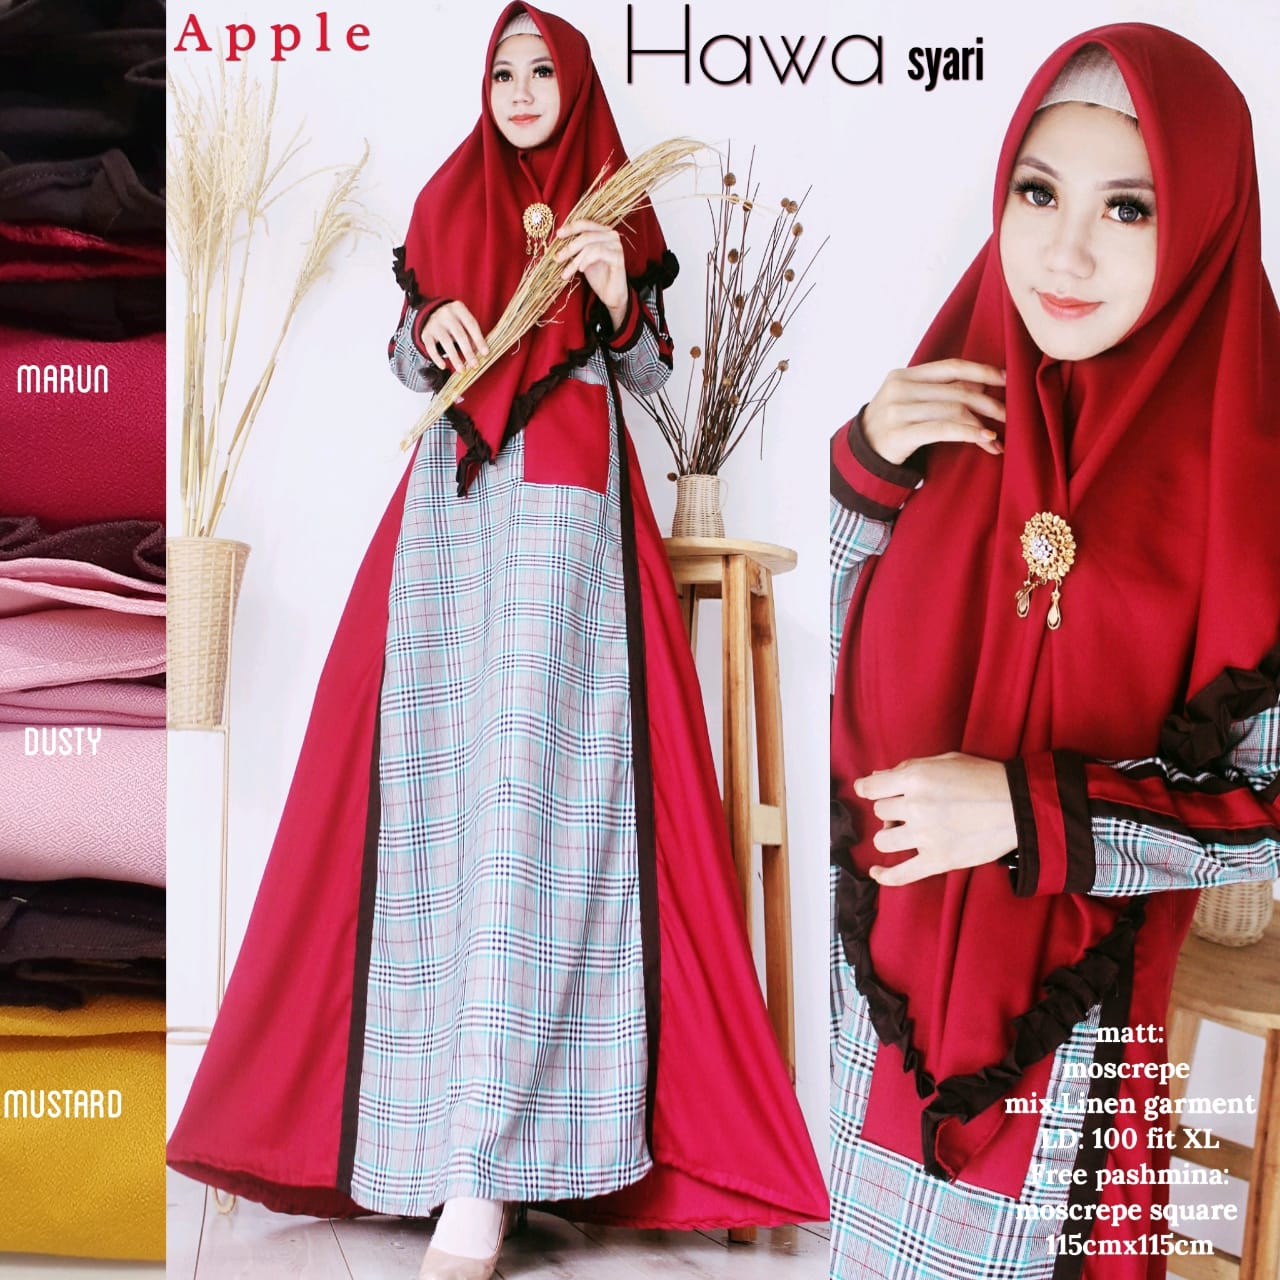 Apple
Hawa syari
MARUN
DUSTY
MUSTARD
matt:
moscrepe
mix Linen garment
LD: 100 fit XL
Free pashmina:
moscrepe square
115cmx115cm